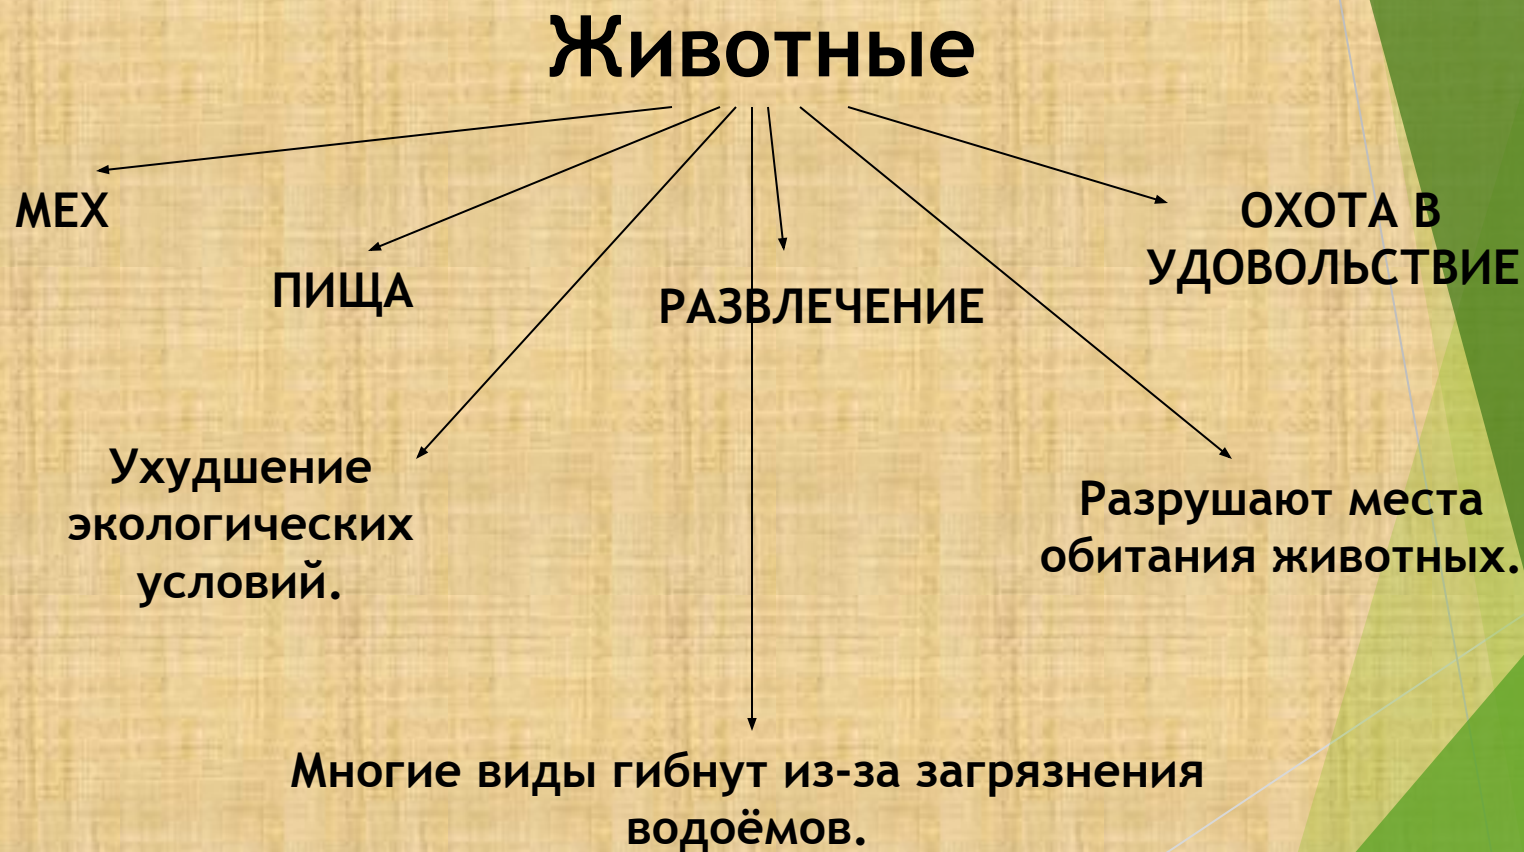 Животные
МЕХ
ПИЩА
РАЗВЛЕЧЕНИЕ
ОХОТА В
УДОВОЛЬСТВИЕ
Ухудшение
экологических
условий.
Разрушают места
обитания животных.
Многие виды гибнут из-за загрязнения
водоёмов.